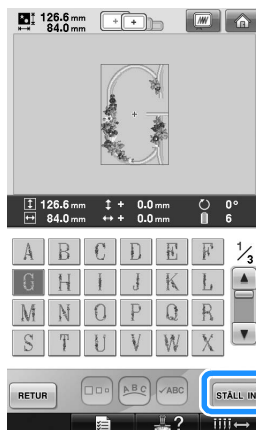 126.6 mm
84.0 mm
126.6 mm + 0.0 mm 0°
84.0 mm + 0.0 mm 6
A B C D E F 1/3
G H I J K L
M N O P Q R
S T U V W X
RETUR ABC ABC STÄLL IN
?